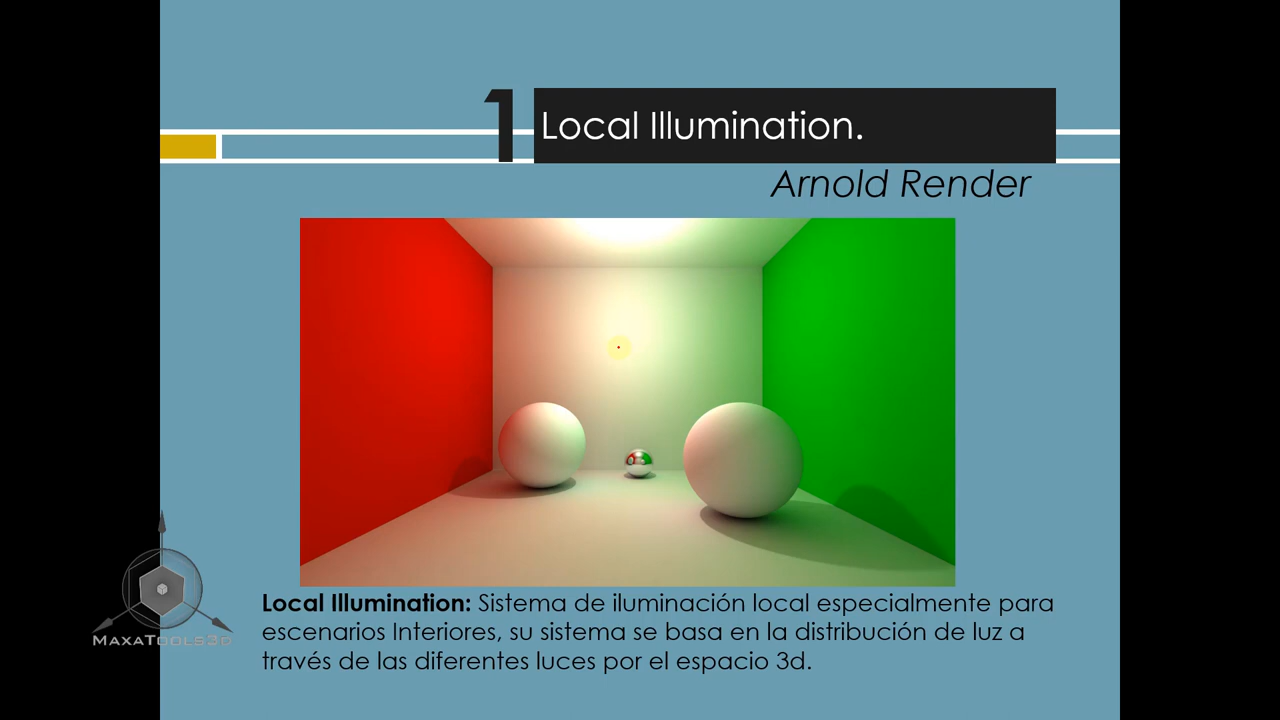 1 Local Illumination.
Arnold Render
Local Illumination: Sistema de iluminación local especialmente para
escenarios Interiores, su sistema se basa en la distribución de luz a
través de las diferentes luces por el espacio 3d.
MaxaTools3d